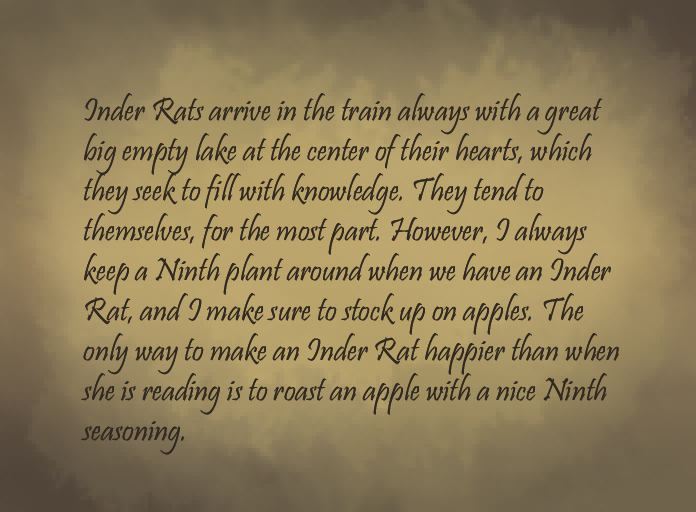 Inder Rats arrive in the train always with a great
big empty lake at the center of their hearts, which
they seek to fill with knowledge. They tend to
themselves, for the most part. However, I always
keep a Ninth plant around when we have an Inder
Rat, and I make sure to stock up on apples. The
only way to make an Inder Rat happier than when
she is reading is to roast an apple with a nice Ninth
seasoning.